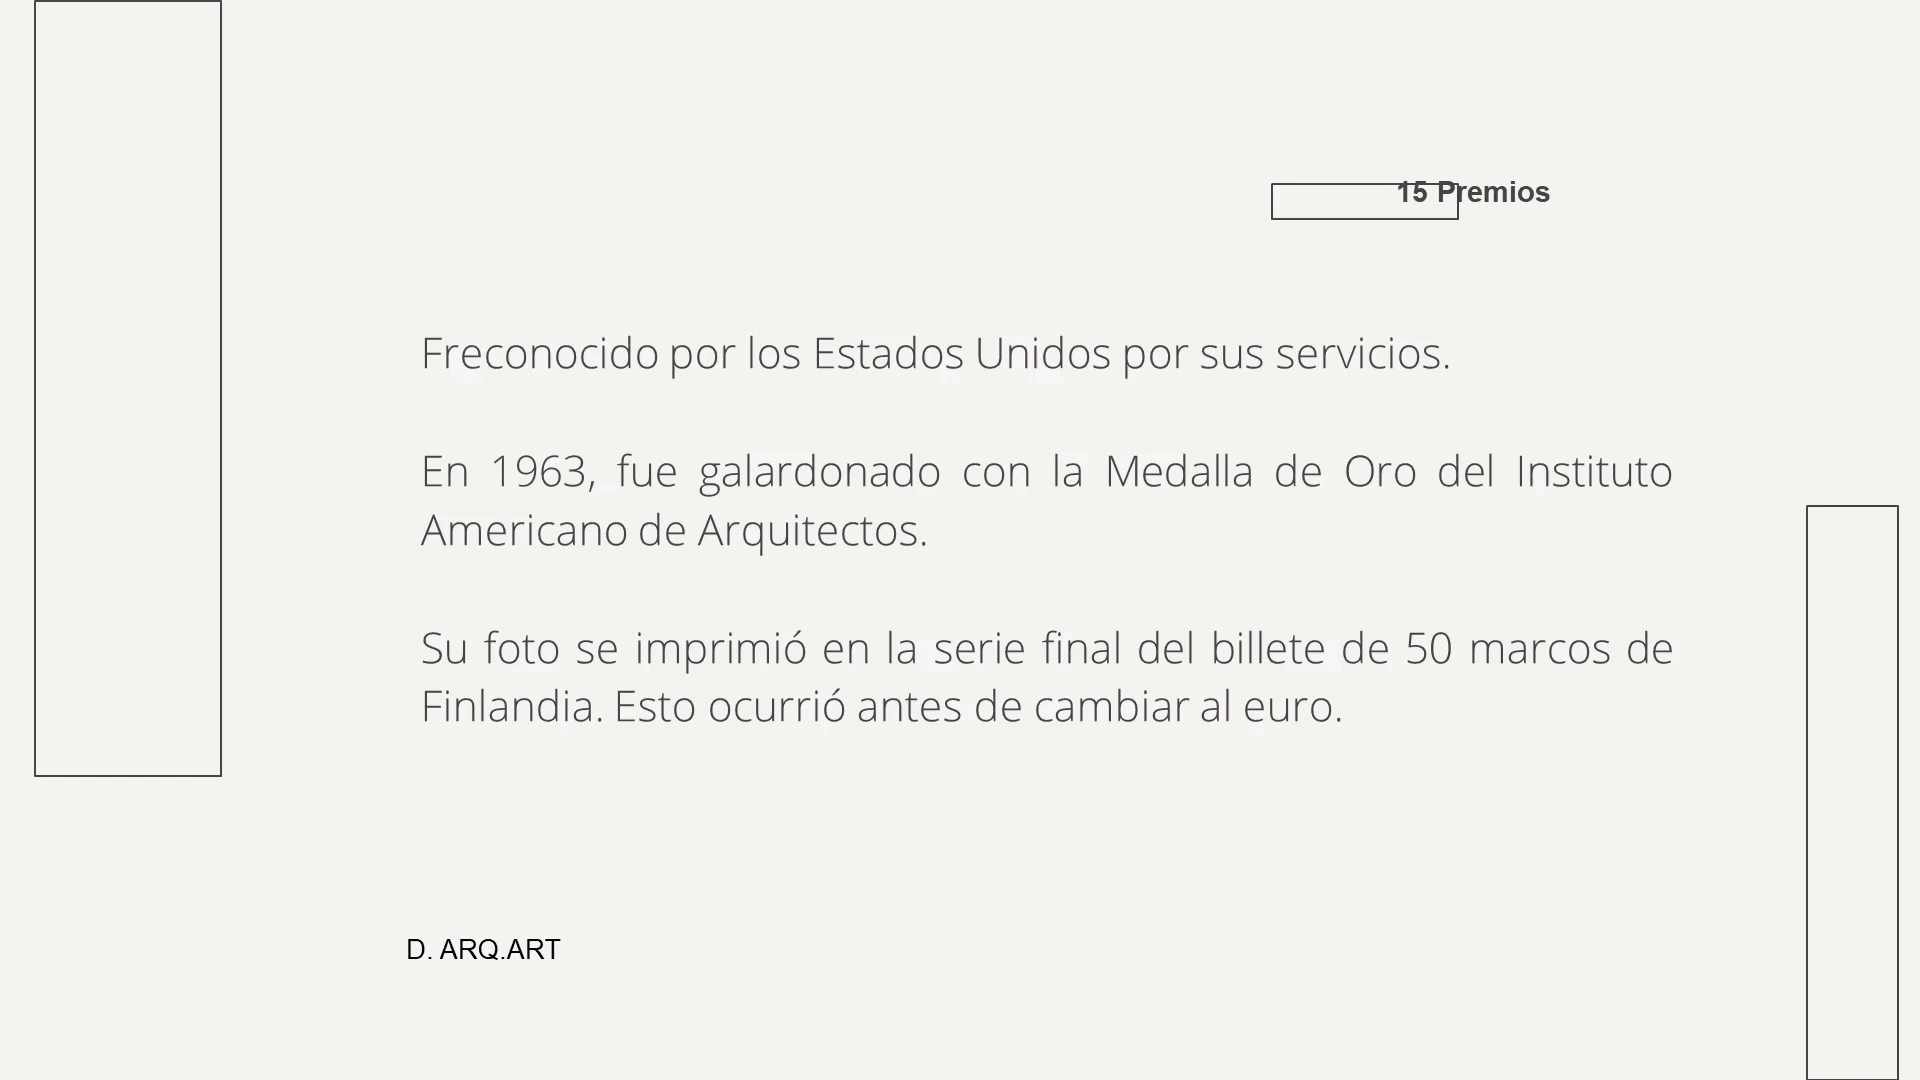 15 Premios
Freconocido por los Estados Unidos por sus servicios.
En 1963, fue galardonado con la Medalla de Oro del Instituto
Americano de Arquitectos.
Su foto se imprimió en la serie final del billete de 50 marcos de
Finlandia. Esto ocurrió antes de cambiar al euro.
D. ARQ.ART